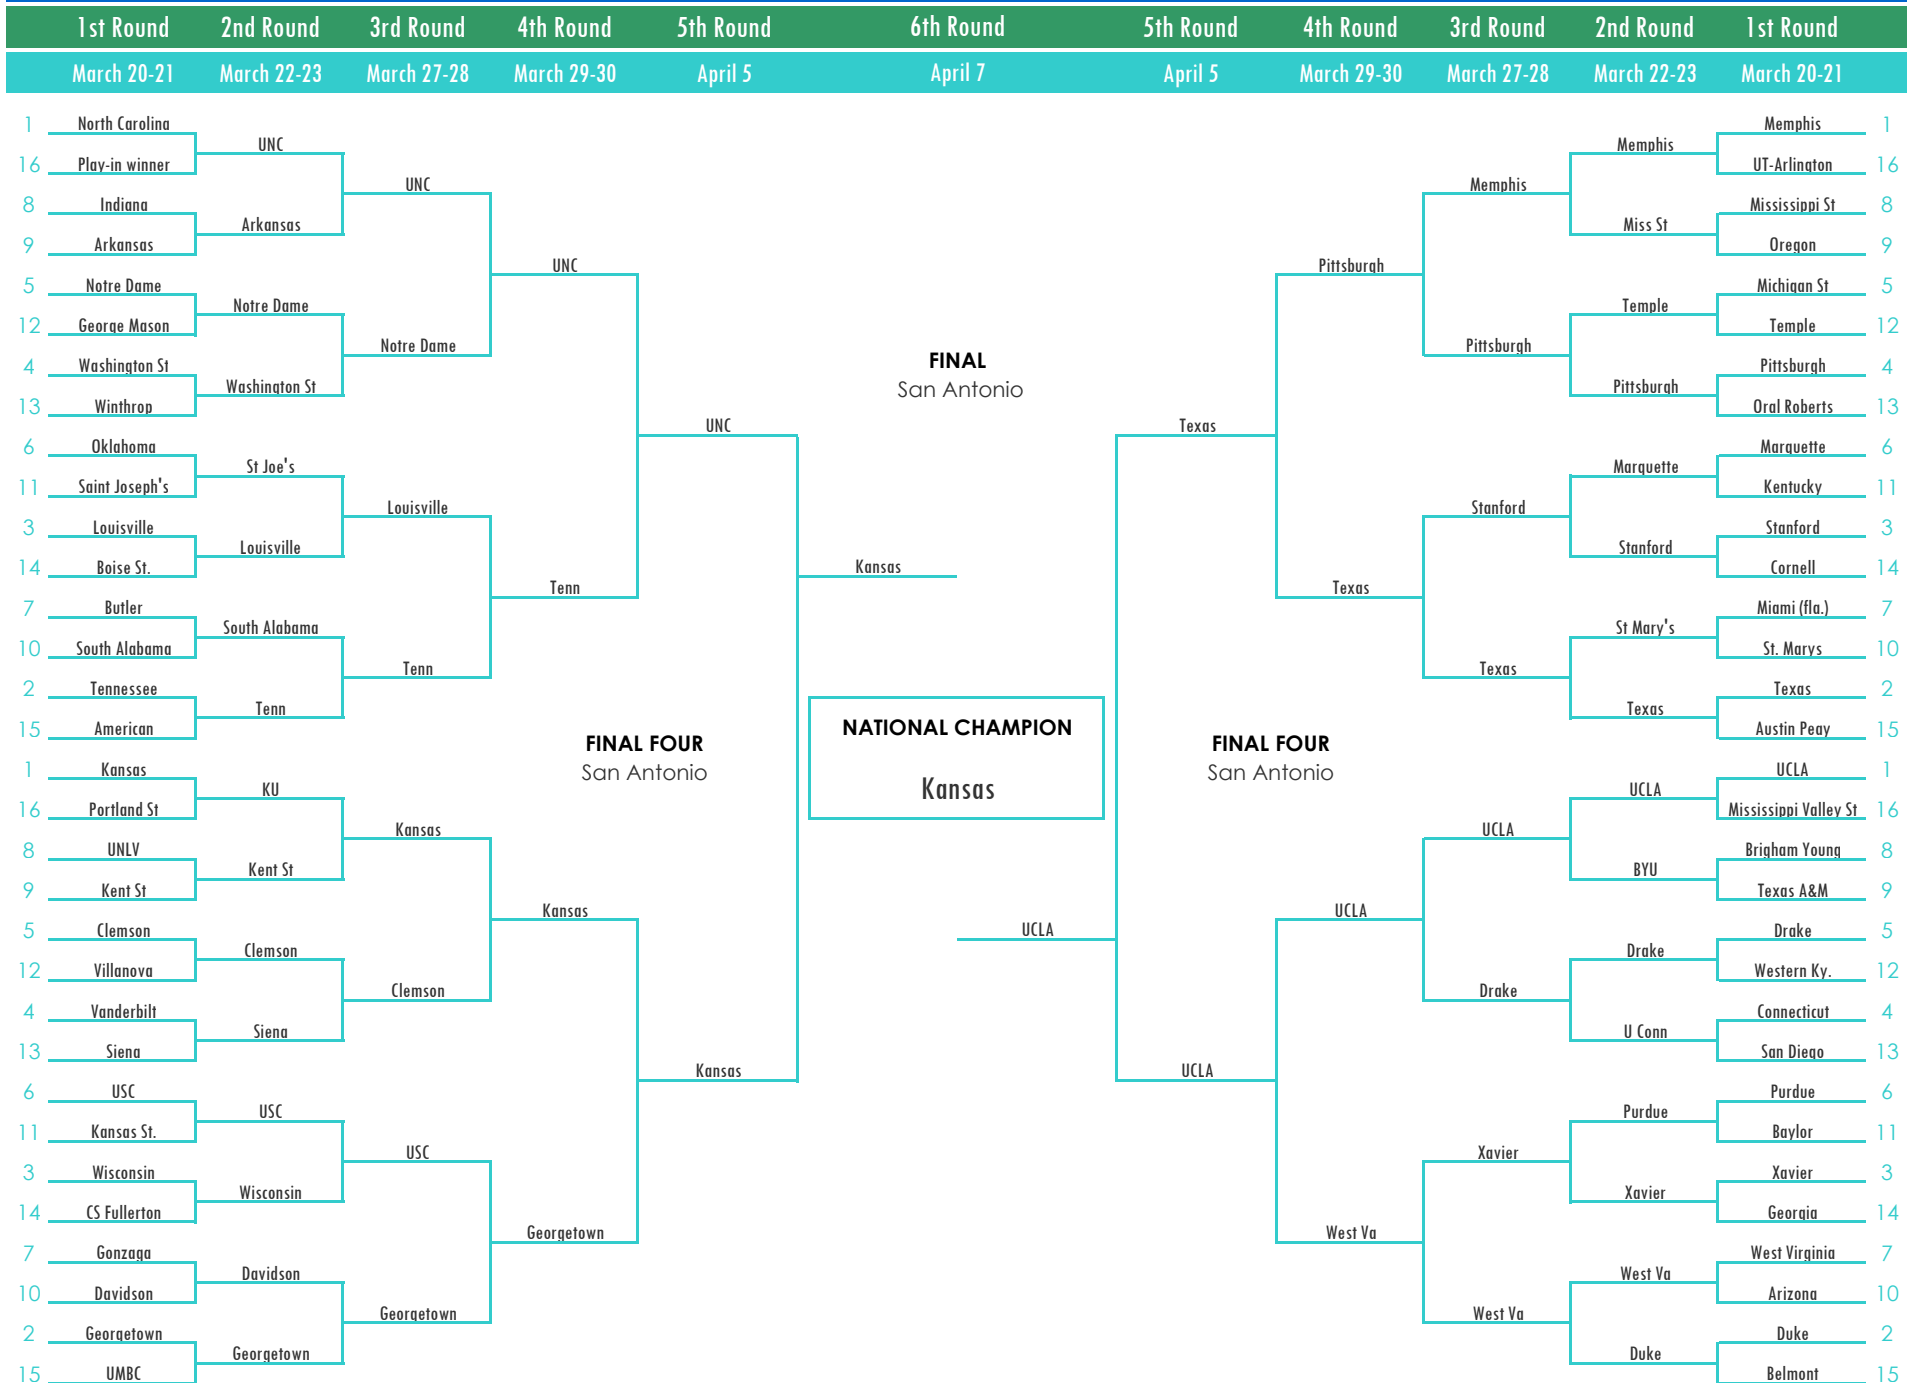 1st Round 2nd Round 3rd Round 4th Round 5th Round 6th Round 5th Round 4th Round 3rd Round 2nd Round 1st Round
March 20-21 March 22-23 March 27-28 March 29-30 April 5 April 7 April 5 March 29-30 March 27-28 March 22-23 March 20-21
1 North Carolina Memphis 1
UNC Memphis
16 Play-in winner UT-Arlington 16
UNC Memphis
8 Indiana Mississippi St 8
Arkansas Miss St
9 Arkansas Oregon 9
UNC Pittsburgh
5 Notre Dame Michigan St 5
Notre Dame Temple
12 George Mason Temple 12
Notre Dame Pittsburgh
FINAL
4 Washington St Pittsburgh 4
Washington St San Antonio Pittsburgh
13 Winthrop Oral Roberts 13
UNC Texas
6 Oklahoma Marquette 6
St Joe's Marquette
11 Saint Joseph's Kentucky 11
Louisville Stanford
3 Louisville Stanford 3
Louisville Stanford
14 Boise St. Kansas Cornell 14
Tenn Texas
7 Butler Miami (fla.) 7
South Alabama St Mary's
10 South Alabama St. Marys 10
Tenn Texas
2 Tennessee Texas 2
Tenn Texas
15 American NATIONAL CHAMPION Austin Peay 15
FINAL FOUR FINAL FOUR
1 Kansas San Antonio San Antonio UCLA 1
KU Kansas UCLA
16 Portland St Mississippi Valley St 16
Kansas UCLA
8 UNLV Brigham Young 8
Kent St BYU
9 Kent St Texas A&M 9
Kansas UCLA
5 Clemson UCLA Drake 5
Clemson Drake
12 Villanova Western Ky. 12
Clemson Drake
4 Vanderbilt Connecticut 4
Siena U Conn
13 Siena San Diego 13
Kansas UCLA
6 USC Purdue 6
USC Purdue
11 Kansas St. Baylor 11
USC Xavier
3 Wisconsin Xavier 3
Wisconsin Xavier
14 CS Fullerton Georgia 14
Georgetown West Va
7 Gonzaga West Virginia 7
Davidson West Va
10 Davidson Arizona 10
Georgetown West Va
2 Georgetown Duke 2
Georgetown Duke
15 UMBC Belmont 15